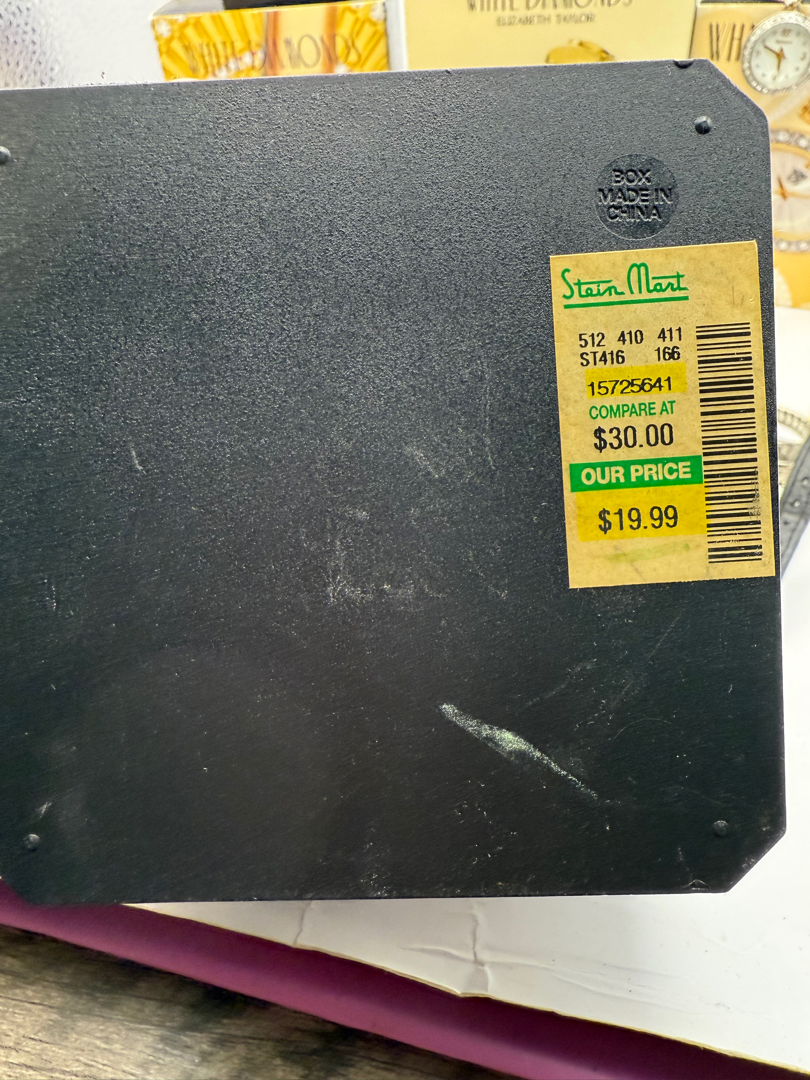 WHITE DIAMONDS
ELIZABETH TAYLOR
BOX
MADE IN
CHINA
Stein Mart
512 410 411
ST416 166
15725641
COMPARE AT
$30.00
OUR PRICE
$19.99